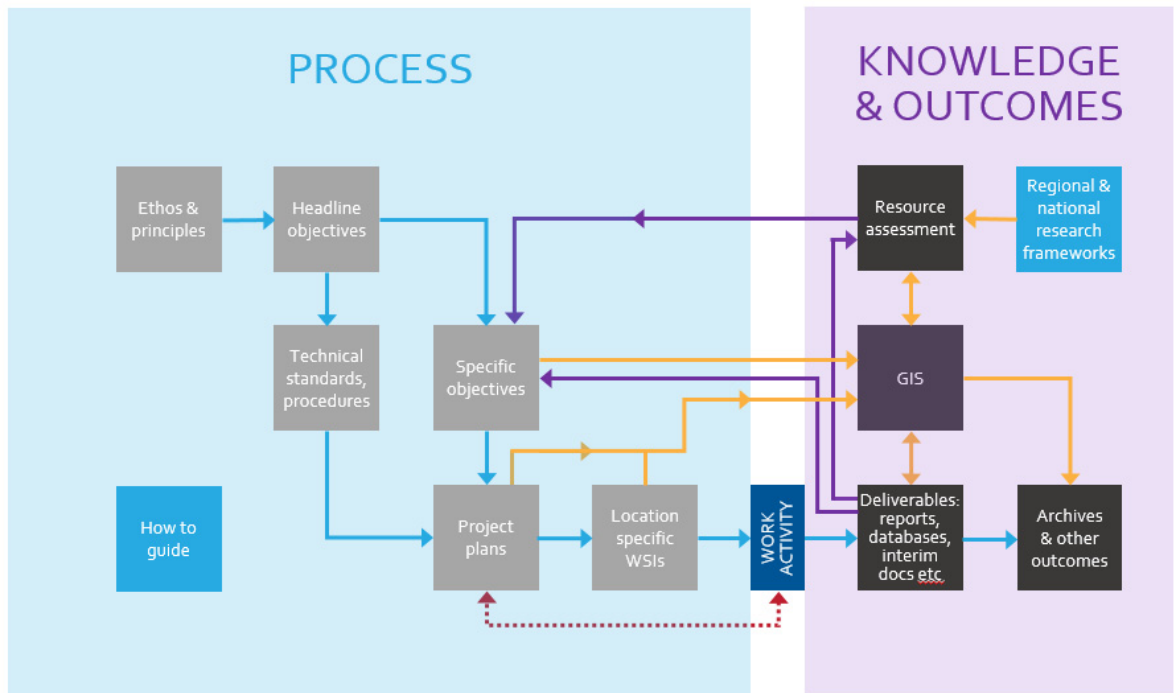 PROCESS
KNOWLEDGE
& OUTCOMES
Ethos &
principles
Headline
objectives
Resource
assessment
Regional &
national
research
frameworks
Technical
standards,
procedures
Specific
objectives
GIS
How to
guide
Project
plans
Location
specific
WSIs
WORK
ACTIVITY
Deliverables:
reports,
databases,
interim
docs etc
Archives
& other
outcomes